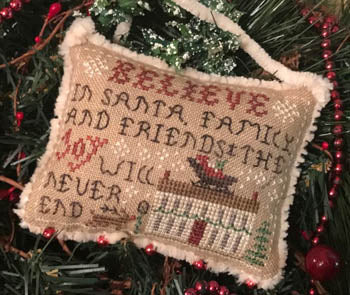 BELIEVE
IN SANTA FAMILY
AND FRIENDS & THE
JOY WILL
NEVER
END